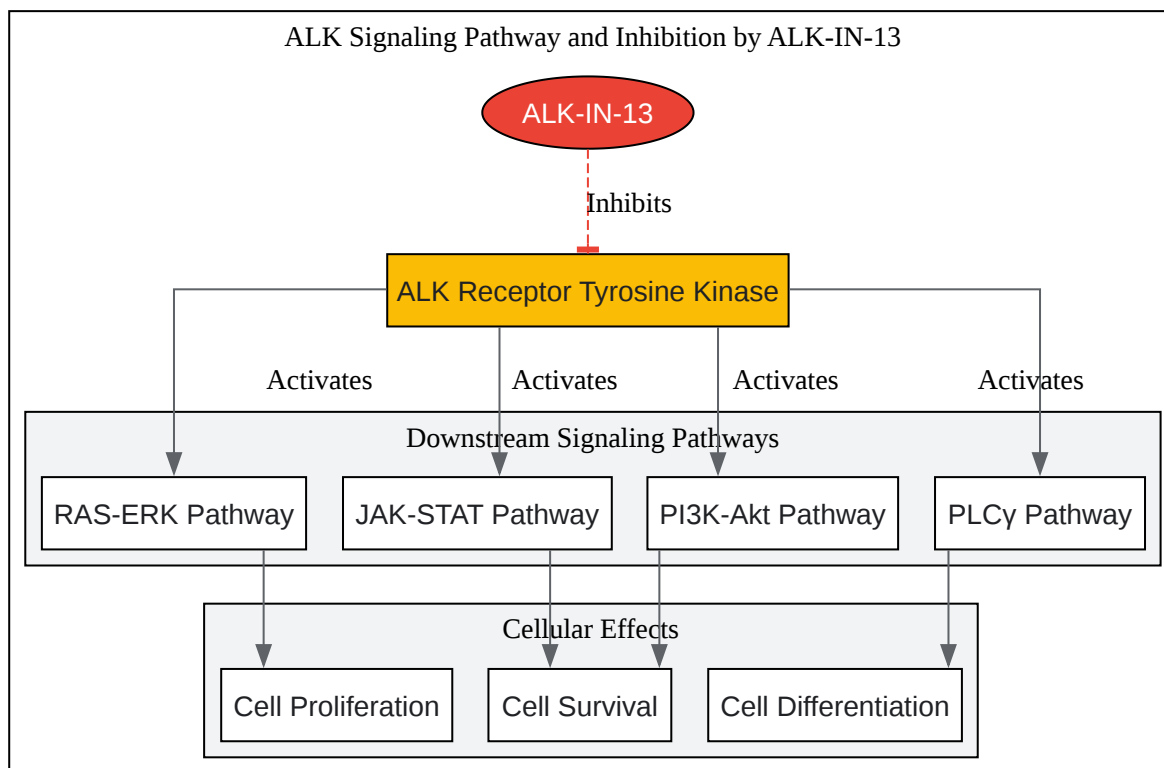 ALK Signaling Pathway and Inhibition by ALK-IN-13
ALK-IN-13
Inhibits
ALK Receptor Tyrosine Kinase
Activates
Activates
Activates
Activates
Downstream Signaling Pathways
RAS-ERK Pathway
JAK-STAT Pathway
PI3K-Akt Pathway
PLCγ Pathway
Cellular Effects
Cell Proliferation
Cell Survival
Cell Differentiation